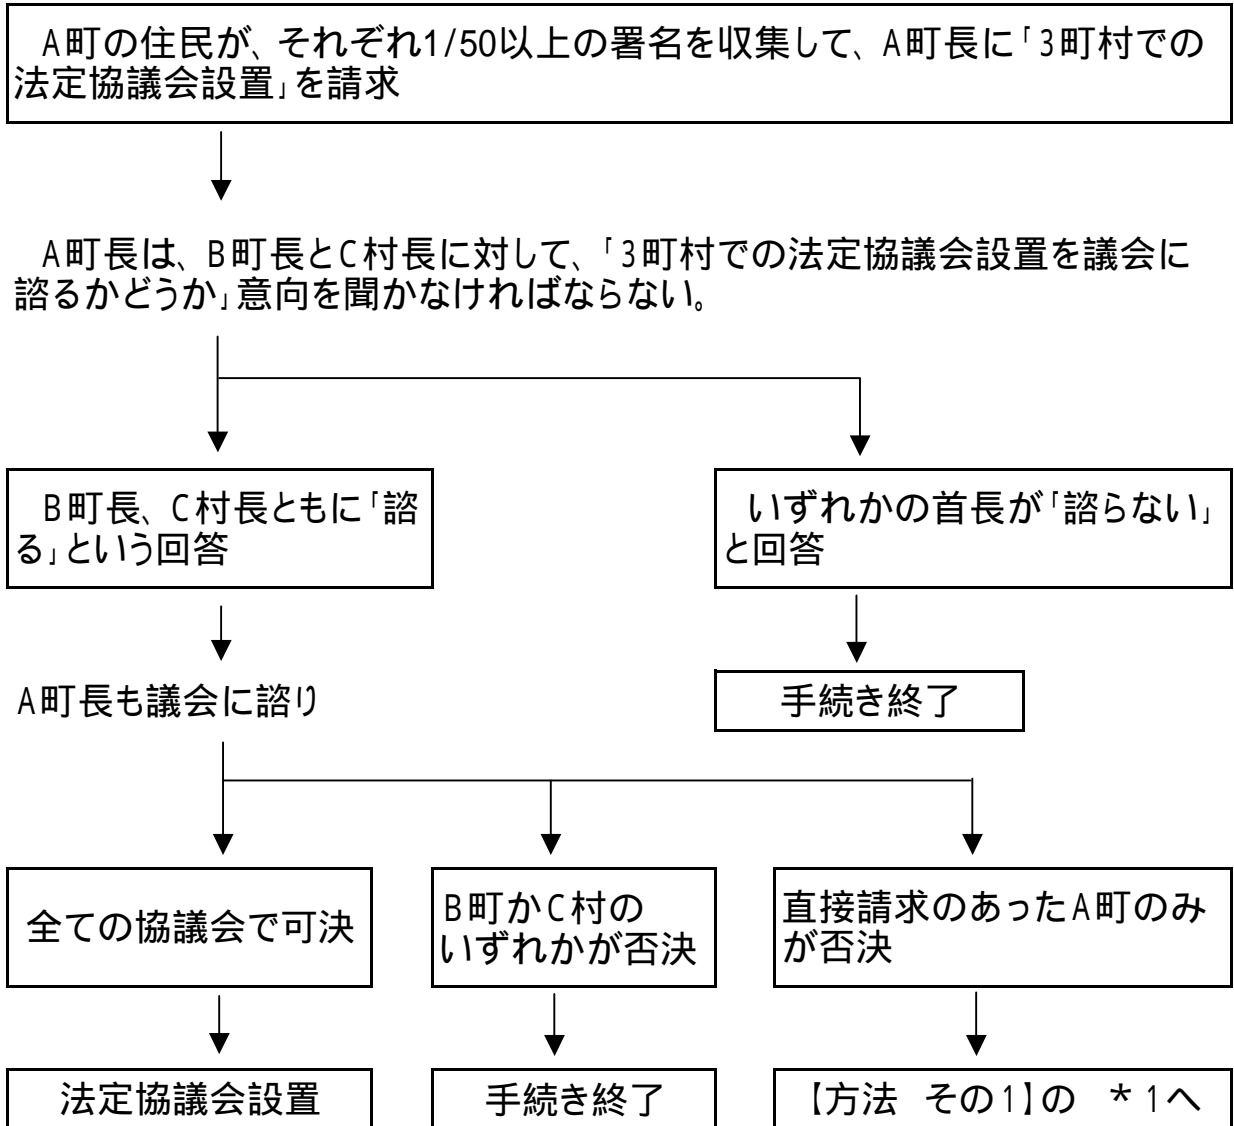 A町の住民が、それぞれ1/50以上の署名を収集して、A町長に「3町村での
法定協議会設置」を請求
A町長は、B町長とC村長に対して、「3町村での法定協議会設置を議会に
諮るかどうか」意向を聞かなければならない。
B町長、C村長ともに「諮
る」という回答
いずれかの首長が「諮らない」
と回答
A町長も議会に諮り
手続き終了
全ての協議会で可決
B町かC村の
いずれかが否決
直接請求のあったA町のみ
が否決
法定協議会設置
手続き終了
【方法 その1】の *1へ